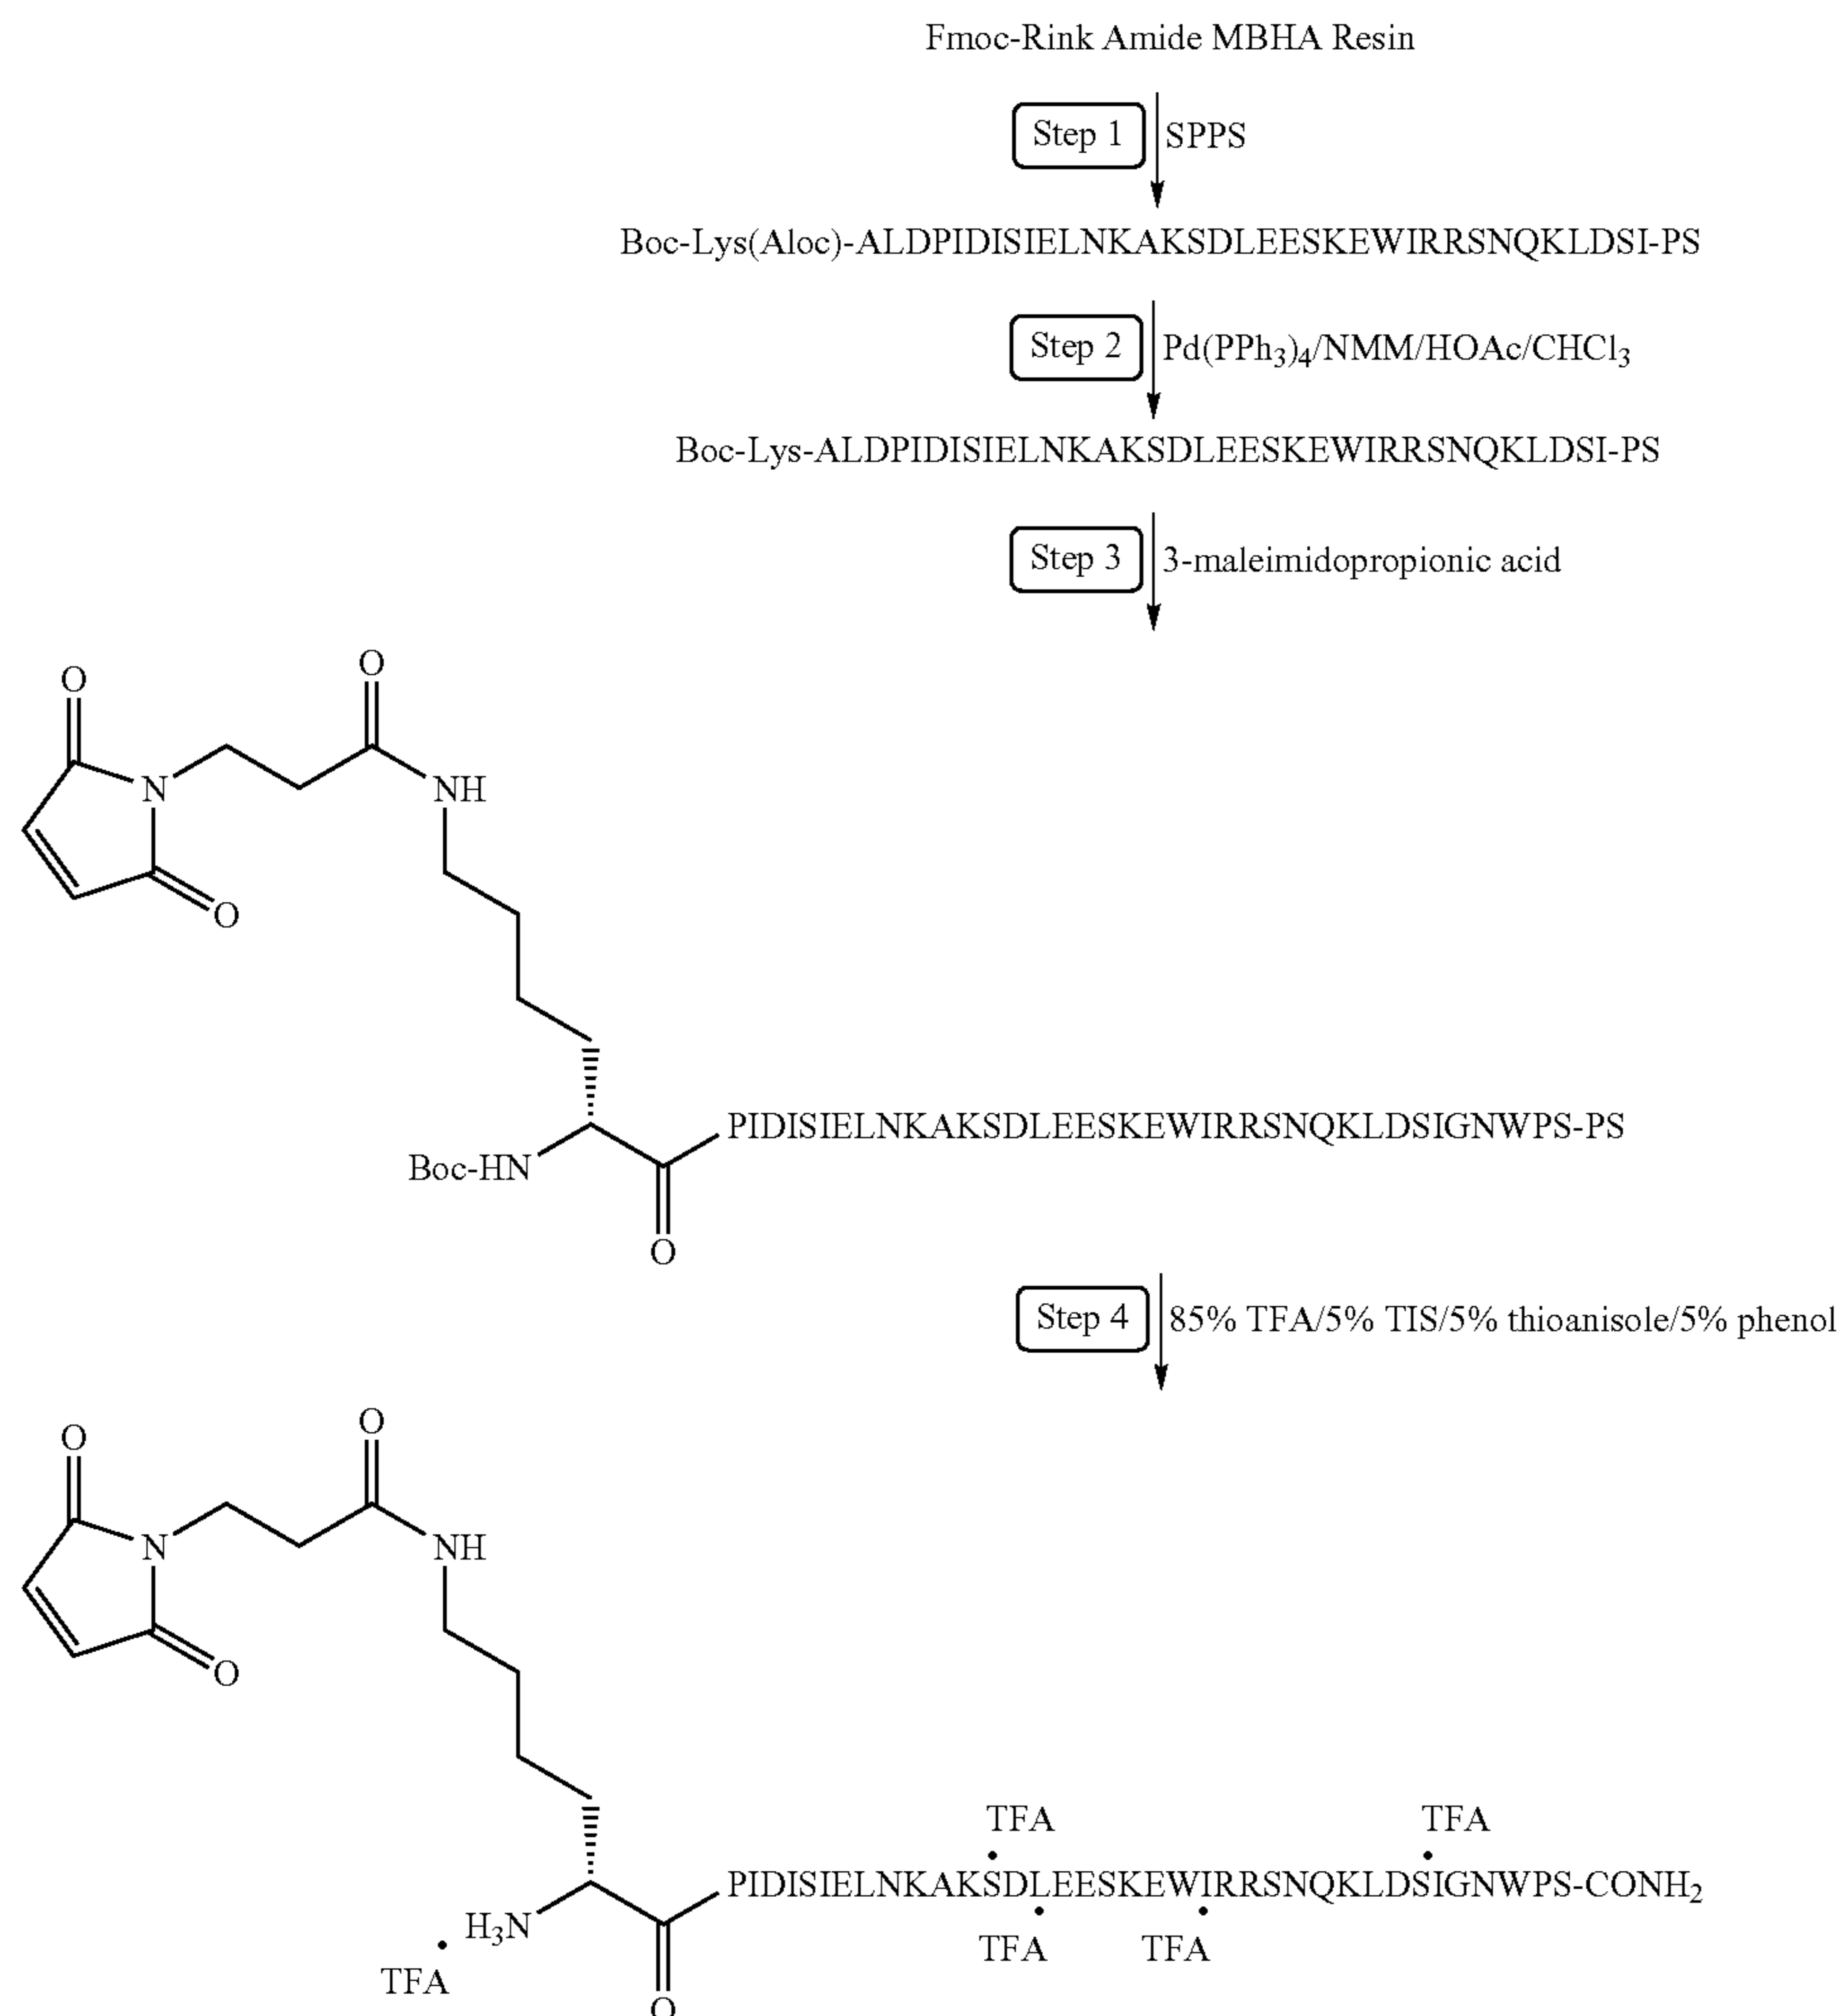 Fmoc-Rink Amide MBHA Resin
Step 1 SPPS
Boc-Lys(Aloc)-ALDPIDISIELNKAKSDLEESKEWIRRSNQKLDSI-PS
Step 2 Pd(PPh3)4/NMM/HOAc/CHCl3
Boc-Lys-ALDPIDISIELNKAKSDLEESKEWIRRSNQKLDSI-PS
Step 3 3-maleimidopropionic acid
O
O
N
NH
O
PIDISIELNKAKSDLEESKEWIRRSNQKLDSIGNWPS-PS
Boc-HN
O
Step 4 85% TFA/5% TIS/5% thioanisole/5% phenol
O
O
N
NH
O
TFA TFA
PIDISIELNKAKSDLEESKEWIRRSNQKLDSIGNWPS-CONH2
H3N
TFA TFA
TFA
O